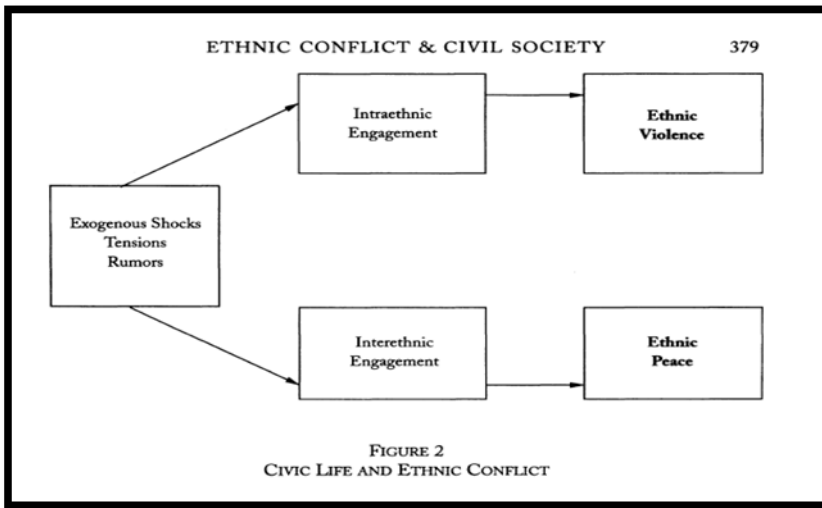 ETHNIC CONFLICT & CIVIL SOCIETY 379
Intraethnic
Engagement
Ethnic
Violence
Exogenous Shocks
Tensions
Rumors
Interethnic
Engagement
Ethnic
Peace
FIGURE 2
CIVIC LIFE AND ETHNIC CONFLICT